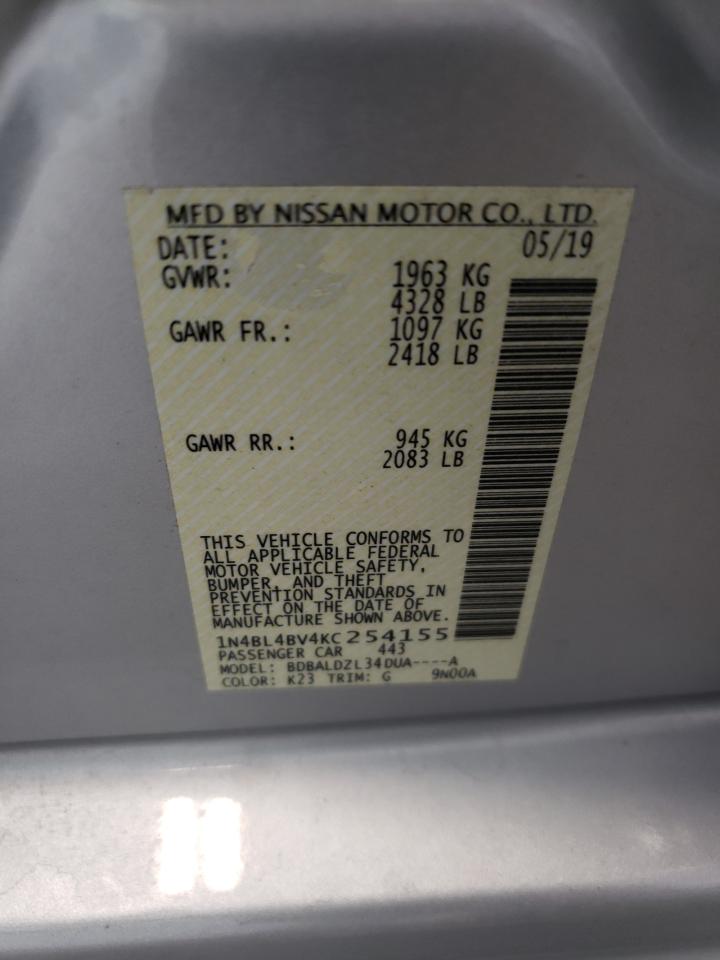 MFD BY NISSAN MOTOR CO., LTD.
DATE: 05/19
GVWR: 1963 KG
4328 LB
GAWR FR.: 1097 KG
2418 LB
GAWR RR.: 945 KG
2083 LB
THIS VEHICLE CONFORMS TO
ALL APPLICABLE FEDERAL
MOTOR VEHICLE SAFETY,
BUMPER, AND THEFT
PREVENTION STANDARDS IN
EFFECT ON THE DATE OF
MANUFACTURE SHOWN ABOVE.
1N4BL4BV4KC254155
PASSENGER CAR 443
MODEL: BDBALDZL34DUA----A
COLOR: K23 TRIM: G 9N00A